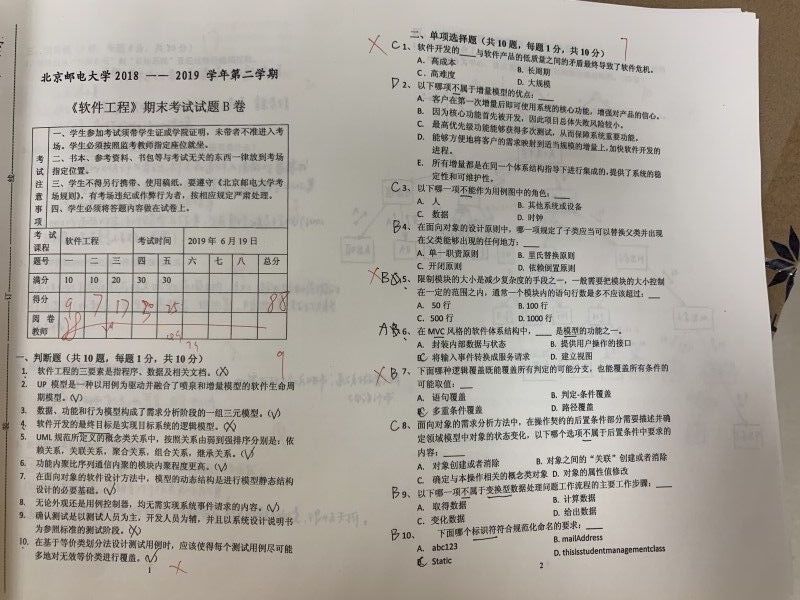 北京邮电大学 2018 —— 2019 学年第二学期
《软件工程》期末考试试题 B 卷
考试注意事项
一、学生参加考试须带学生证或学院证明，未带者不准进入考
场。学生必须按照监考教师指定座位就坐。
二、书本、参考资料、书包等与考试无关的东西一律放到考场
指定位置。
三、学生不得另行携带、使用稿纸，要遵守《北京邮电大学考
场规则》，有考场违纪或作弊行为者，按相应规定严肃处理。
四、学生必须将答题内容做在试卷上。
考试课程 软件工程 考试时间 2019 年 6 月 19 日
题号 一 二 三 四 五 六 七 八 总分
满分 10 10 20 30 30
得分 9 7 17 30 25 88
阅卷教师
9
一、判断题（共 10 题，每题 1 分，共 10 分）
1. 软件工程的三要素是指程序、数据及相关文档。(X)
2. UP 模型是一种以用例为驱动并融合了喷泉和增量模型的软件生命周
期模型。(√)
3. 数据、功能和行为模型构成了需求分析阶段的一组三元模型。(√)
4. 软件开发的最终目标是实现目标系统的逻辑模型。(X)
5. UML 规范所定义的概念类关系中，按照关系由弱到强排序分别是：依
赖关系，关联关系，聚合关系，组合关系，继承关系。(√)
6. 功能内聚比序列通信内聚的模块内聚程度更高。(√)
7. 在面向对象的软件设计方法中，模型的动态结构是进行模型静态结构
设计的必要基础。(√)
8. 无论外观还是用例控制器，均无需实现系统事件请求的内容。(√)
9. 确认测试是以测试人员为主，开发人员为辅，并且以系统设计说明书
为参照标准的测试阶段。(X)
10. 在基于等价类划分法设计测试用例时，应该使得每个测试用例尽可能
多地对无效等价类进行覆盖。(√)
X
1
二、单项选择题（共 10 题，每题 1 分，共 10 分）
7
X C 1、软件开发的____与软件产品的低质量之间的矛盾最终导致了软件危机。
A. 高成本 B. 长周期
C. 高难度 D. 大规模
D 2、以下哪项不属于增量模型的优点：____
A. 客户在第一次增量后即可使用系统的核心功能，增强对产品的信心。
B. 因为核心功能首先被开发，因此项目总体失败风险较小。
C. 最高优先级功能能够获得多次测试，从而保障系统重要功能。
D. 能够方便地将客户的需求映射到适当规模的增量上，加快软件开发的
进程。
E. 所有增量都是在同一个体系结构指导下进行集成的，提供了系统的稳
定性和可维护性。
C 3、以下哪一项不能作为用例图中的角色：____
A. 人 B. 其他系统或设备
C. 数据 D. 时钟
B 4、在面向对象的设计原则中，哪一项规定了子类应当可以替换父类并出现
在父类能够出现的任何地方：____
A. 单一职责原则 B. 里氏替换原则
C. 开闭原则 D. 依赖倒置原则
X B 5、限制模块的大小是减少复杂度的手段之一，一般需要把模块的大小控制
在一定的范围之内，通常一个模块内的语句行数最多不应该超过：____
A. 50 行 B. 100 行
C. 500 行 D. 1000 行
A 6、在 MVC 风格的软件体系结构中，____ 是模型的功能之一。
A. 封装内部数据与状态 B. 提供用户操作的接口
C. 将输入事件转换成服务请求 D. 建立视图
X B 7、下面哪种逻辑覆盖既能覆盖所有判定的可能分支，也能覆盖所有条件的
可能取值：____
A. 语句覆盖 B. 判定-条件覆盖
C. 多重条件覆盖 D. 路径覆盖
C 8、面向对象的需求分析方法中，在操作契约的后置条件部分需要描述并确
定领域模型中对象的状态变化，以下哪个选项不属于后置条件中要求的
内容：____
A. 对象创建或者消除 B. 对象之间的“关联”创建或者消除
C. 确定与本操作相关的概念类对象 D. 对象的属性值修改
B 9、以下哪一项不属于变换型数据处理问题工作流程的主要工作步骤：____
A. 取得数据 B. 计算数据
C. 变化数据 D. 给出数据
B 10、下面哪个标识符符合规范化命名的要求：____
A. abc123 B. mailAddress
C. Static D. thisisstudentmanagementclass
2